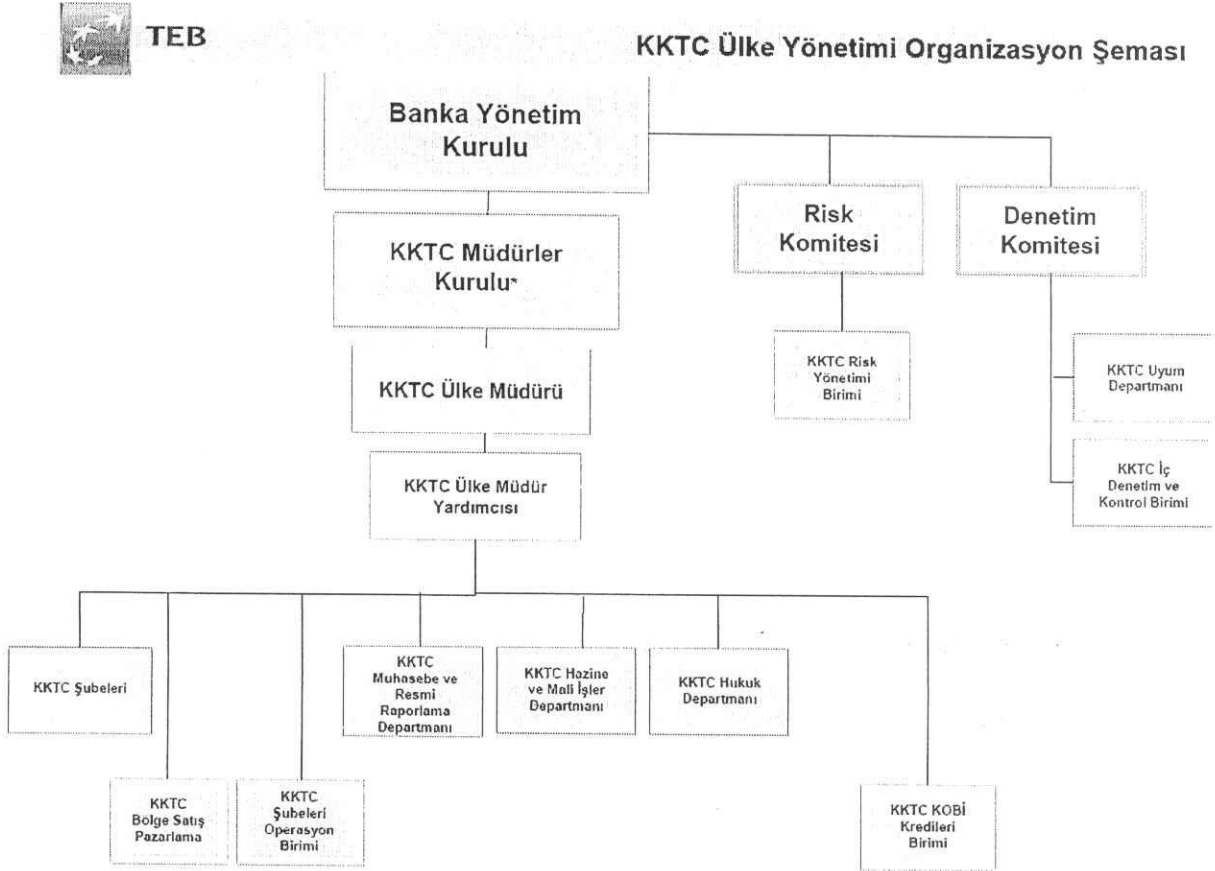 TEB
KKTC Ülke Yönetimi Organizasyon Şeması
Banka Yönetim
Kurulu
Risk
Komitesi
Denetim
Komitesi
KKTC Müdürler
Kurulu*
KKTC Risk
Yönetimi
Birimi
KKTC Uyum
Departmanı
KKTC Ülke Müdürü
KKTC İç
Denetim ve
Kontrol Birimi
KKTC Ülke Müdür
Yardımcısı
KKTC Şubeleri
KKTC
Muhasebe ve
Resmi
Raporlama
Departmanı
KKTC Hazine
ve Mali İşler
Departmanı
KKTC Hukuk
Departmanı
KKTC
Bölge Satış
Pazarlama
KKTC
Şubeleri
Operasyon
Birimi
KKTC KOBİ
Kredileri
Birimi